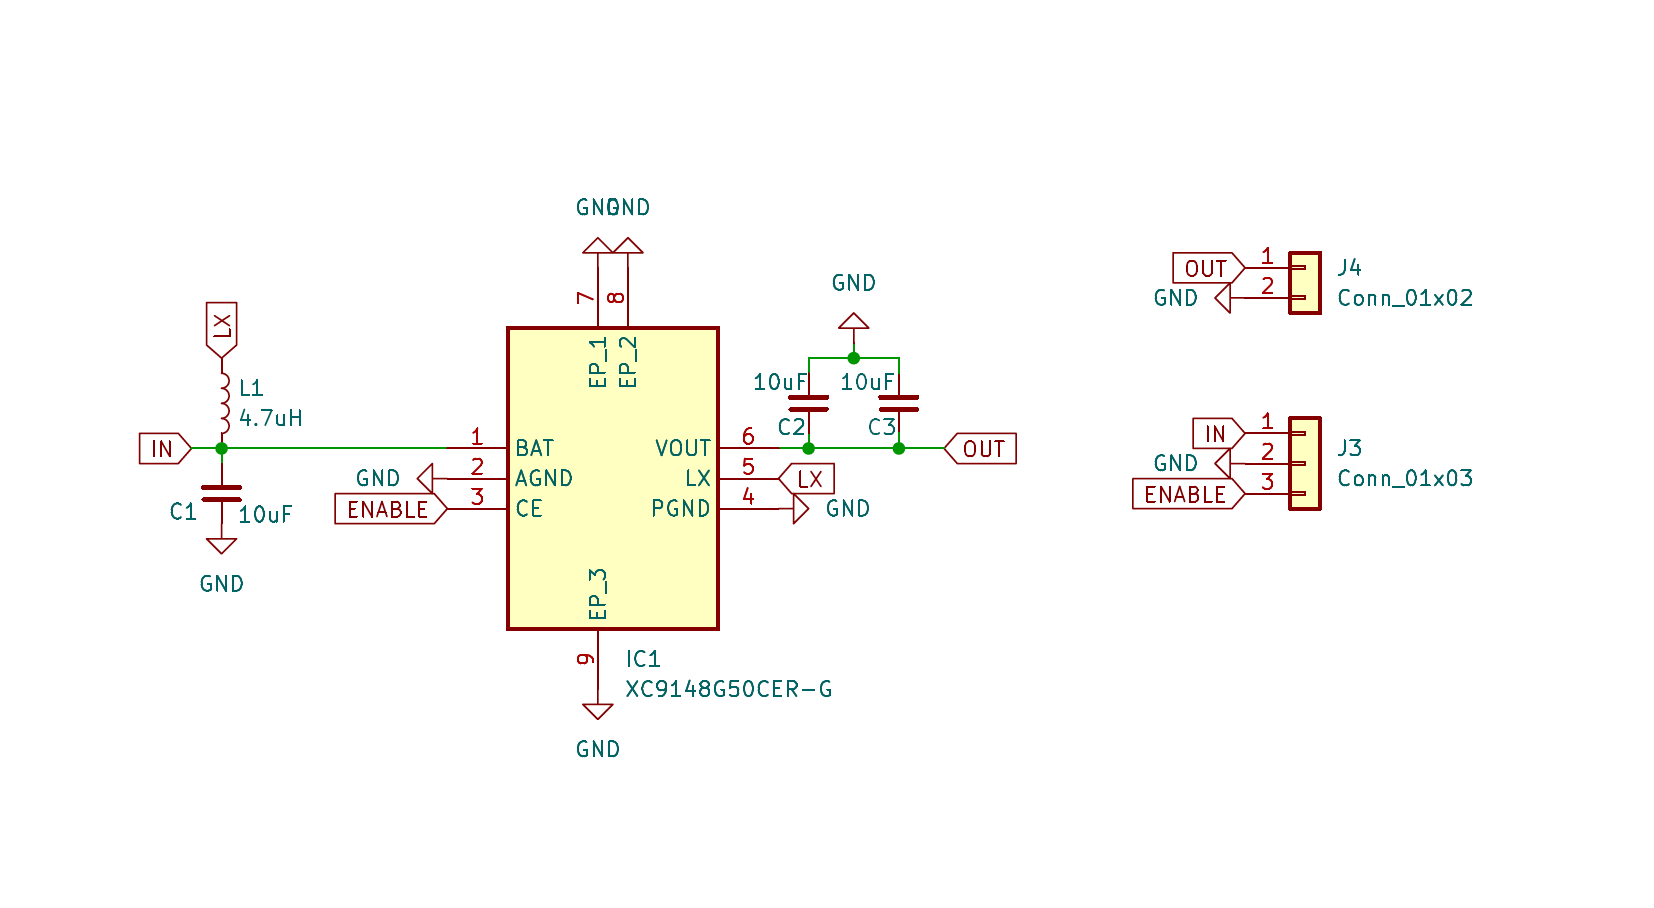 GND
GND
7
8
EP_1
EP_2
LX
L1
4.7uH
IN
C1
10uF
GND
1
BAT
GND
2
AGND
ENABLE
3
CE
EP_3
9
IC1
XC9148G50CER-G
GND
GND
10uF
10uF
C2
C3
VOUT
6
OUT
LX
5
LX
PGND
4
GND
OUT
1
GND
2
J4
Conn_01x02
IN
1
GND
2
ENABLE
3
J3
Conn_01x03